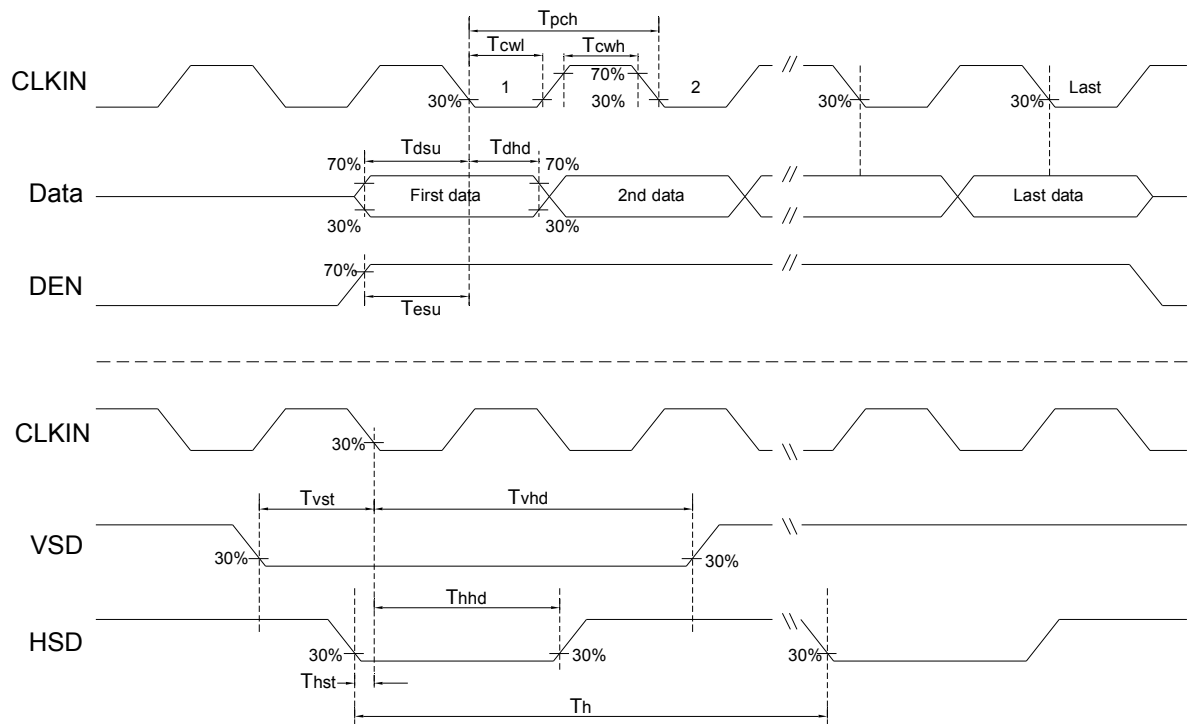 Tpch
Tcwl
Tcwh
CLKIN
30%
1
70%
30%
2
//
30%
30%
Last
Tdsu
Tdhd
70%
70%
Data
First data
2nd data
//
Last data
//
30%
30%
DEN
70%
//
Tesu
CLKIN
30%
\\
Tvst
Tvhd
VSD
\\
30%
30%
Thhd
HSD
\\
30%
30%
30%
Thst
Th